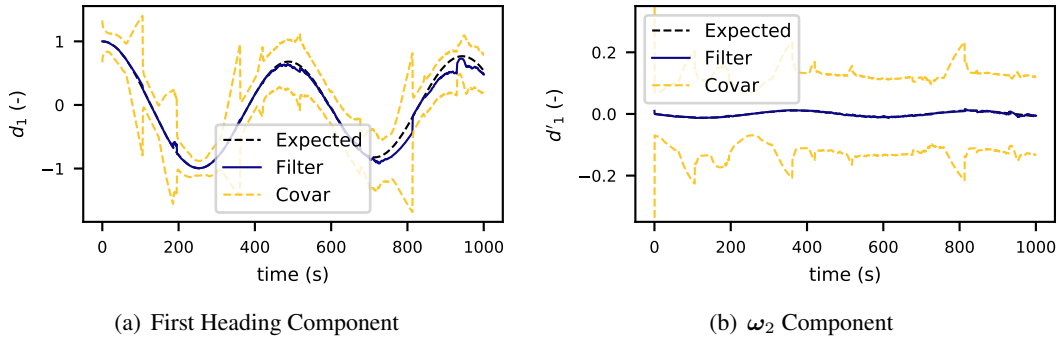 1
0
−1
d₁ (-)
Expected
Filter
Covar
0 200 400 600 800 1000
time (s)
(a) First Heading Component
0.2
0.0
−0.2
d'₁ (-)
Expected
Filter
Covar
0 200 400 600 800 1000
time (s)
(b) ω₂ Component